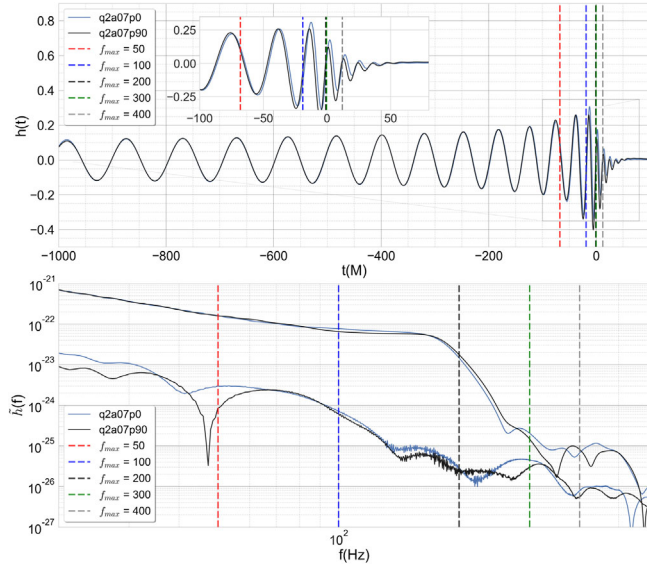 q2a07p0
q2a07p90
f_max = 50
f_max = 100
f_max = 200
f_max = 300
f_max = 400
h(t)
0.8
0.6
0.4
0.2
0.0
−0.2
−0.4
0.25
0.00
−0.25
−100
−50
0
50
−1000
−800
−600
−400
−200
0
t(M)
10^-21
10^-22
10^-23
10^-24
10^-25
10^-26
10^-27
h̃(f)
q2a07p0
q2a07p90
f_max = 50
f_max = 100
f_max = 200
f_max = 300
f_max = 400
10^2
f(Hz)